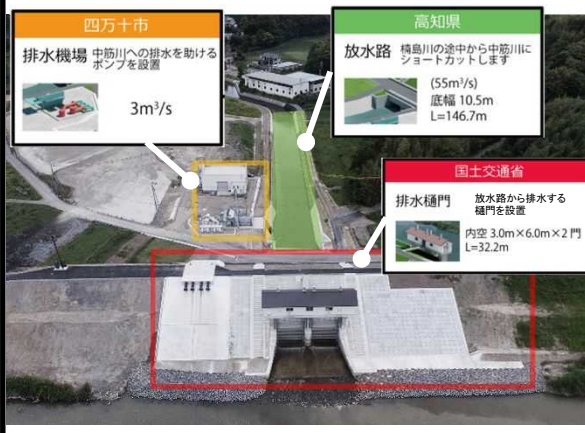 四万十市
排水機場
中筋川への排水を助ける
ポンプを設置
3m³/s
高知県
放水路
楠島川の途中から中筋川に
ショートカットします
(55m³/s)
底幅 10.5m
L=146.7m
国土交通省
排水樋門
放水路から排水する
樋門を設置
内空 3.0m×6.0m×2 門
L=32.2m